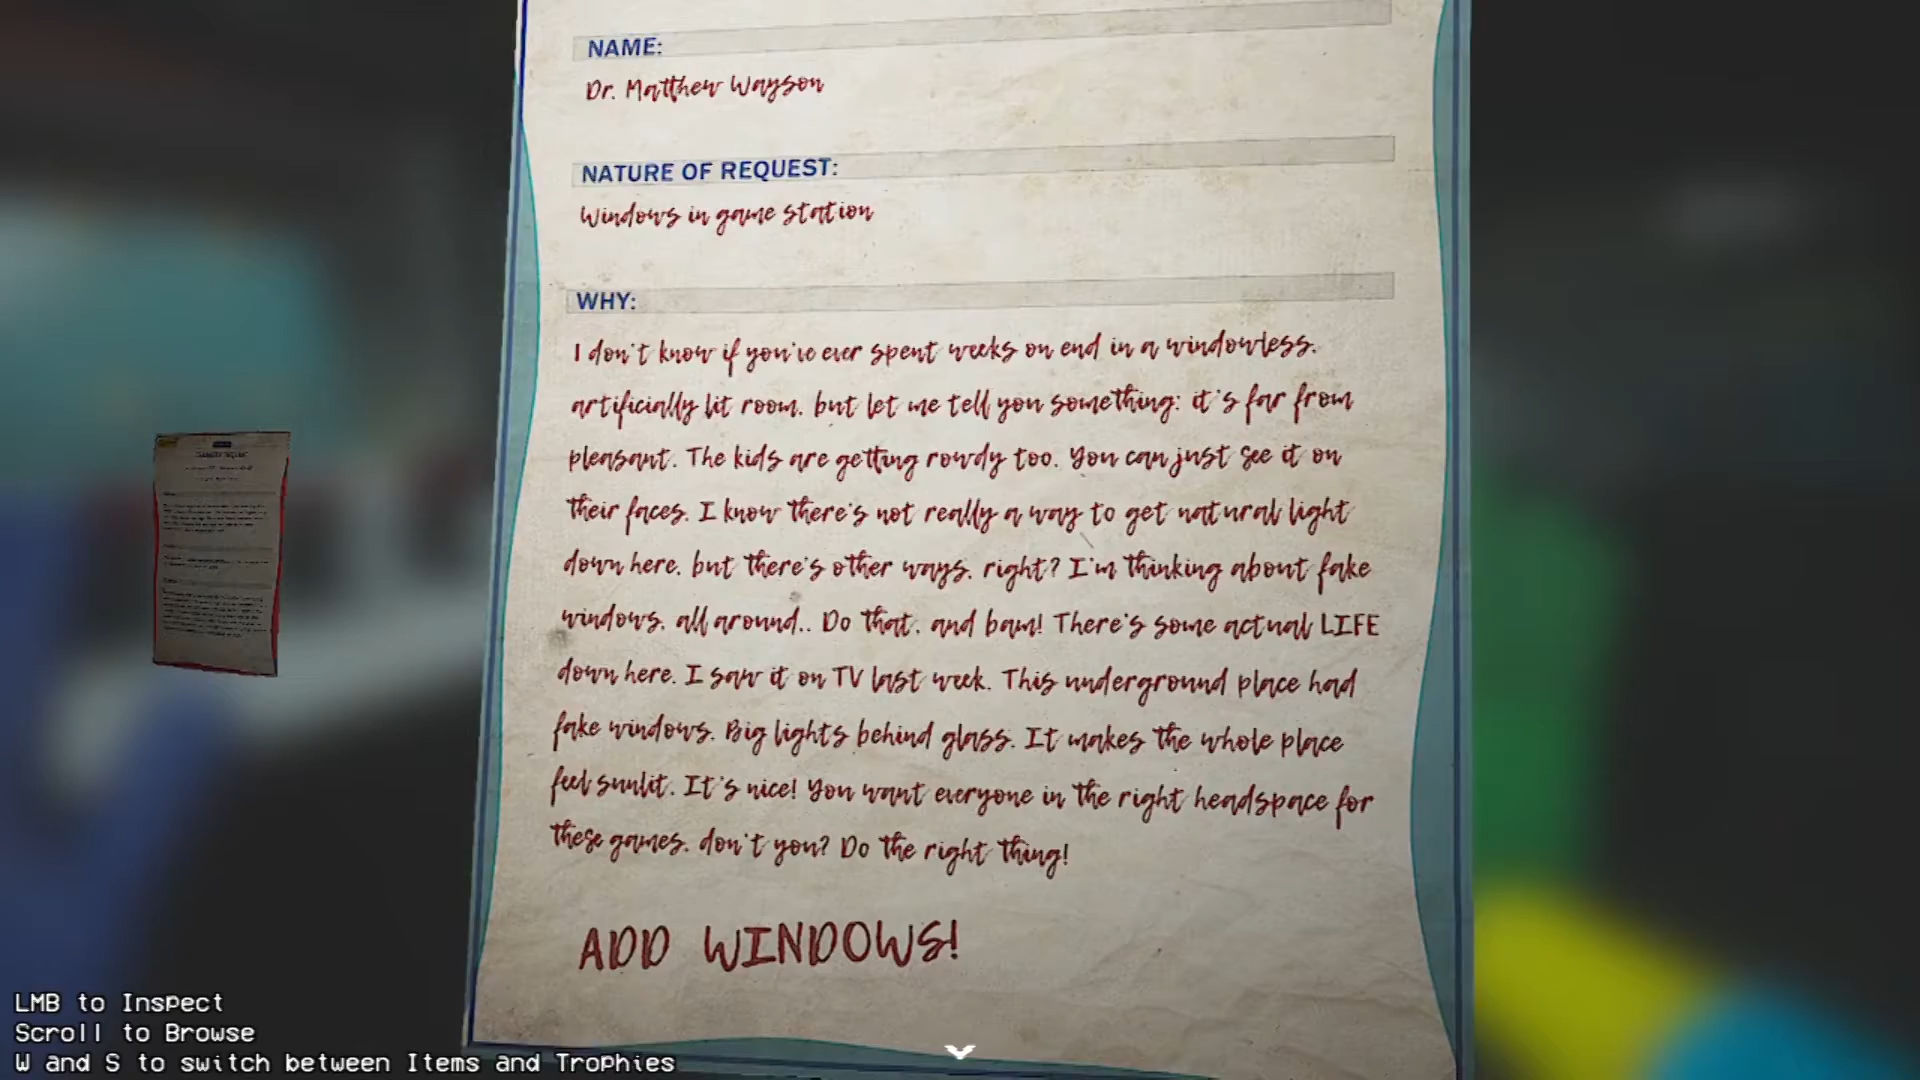 NAME:
Dr. Matthew Wayson
NATURE OF REQUEST:
Windows in game station
WHY:
I don't know if you've ever spent weeks on end in a windowless,
artificially lit room, but let me tell you something: it's far from
pleasant. The kids are getting rowdy too. You can just see it on
their faces. I know there's not really a way to get natural light
down here, but there's other ways, right? I'm thinking about fake
windows, all around.. Do that, and bam! There's some actual LIFE
down here. I saw it on TV last week. This underground place had
fake windows. Big lights behind glass. It makes the whole place
feel sunlit. It's nice! You want everyone in the right headspace for
these games, don't you? Do the right thing!
ADD WINDOWS!
LMB to Inspect
Scroll to Browse
W and S to switch between Items and Trophies